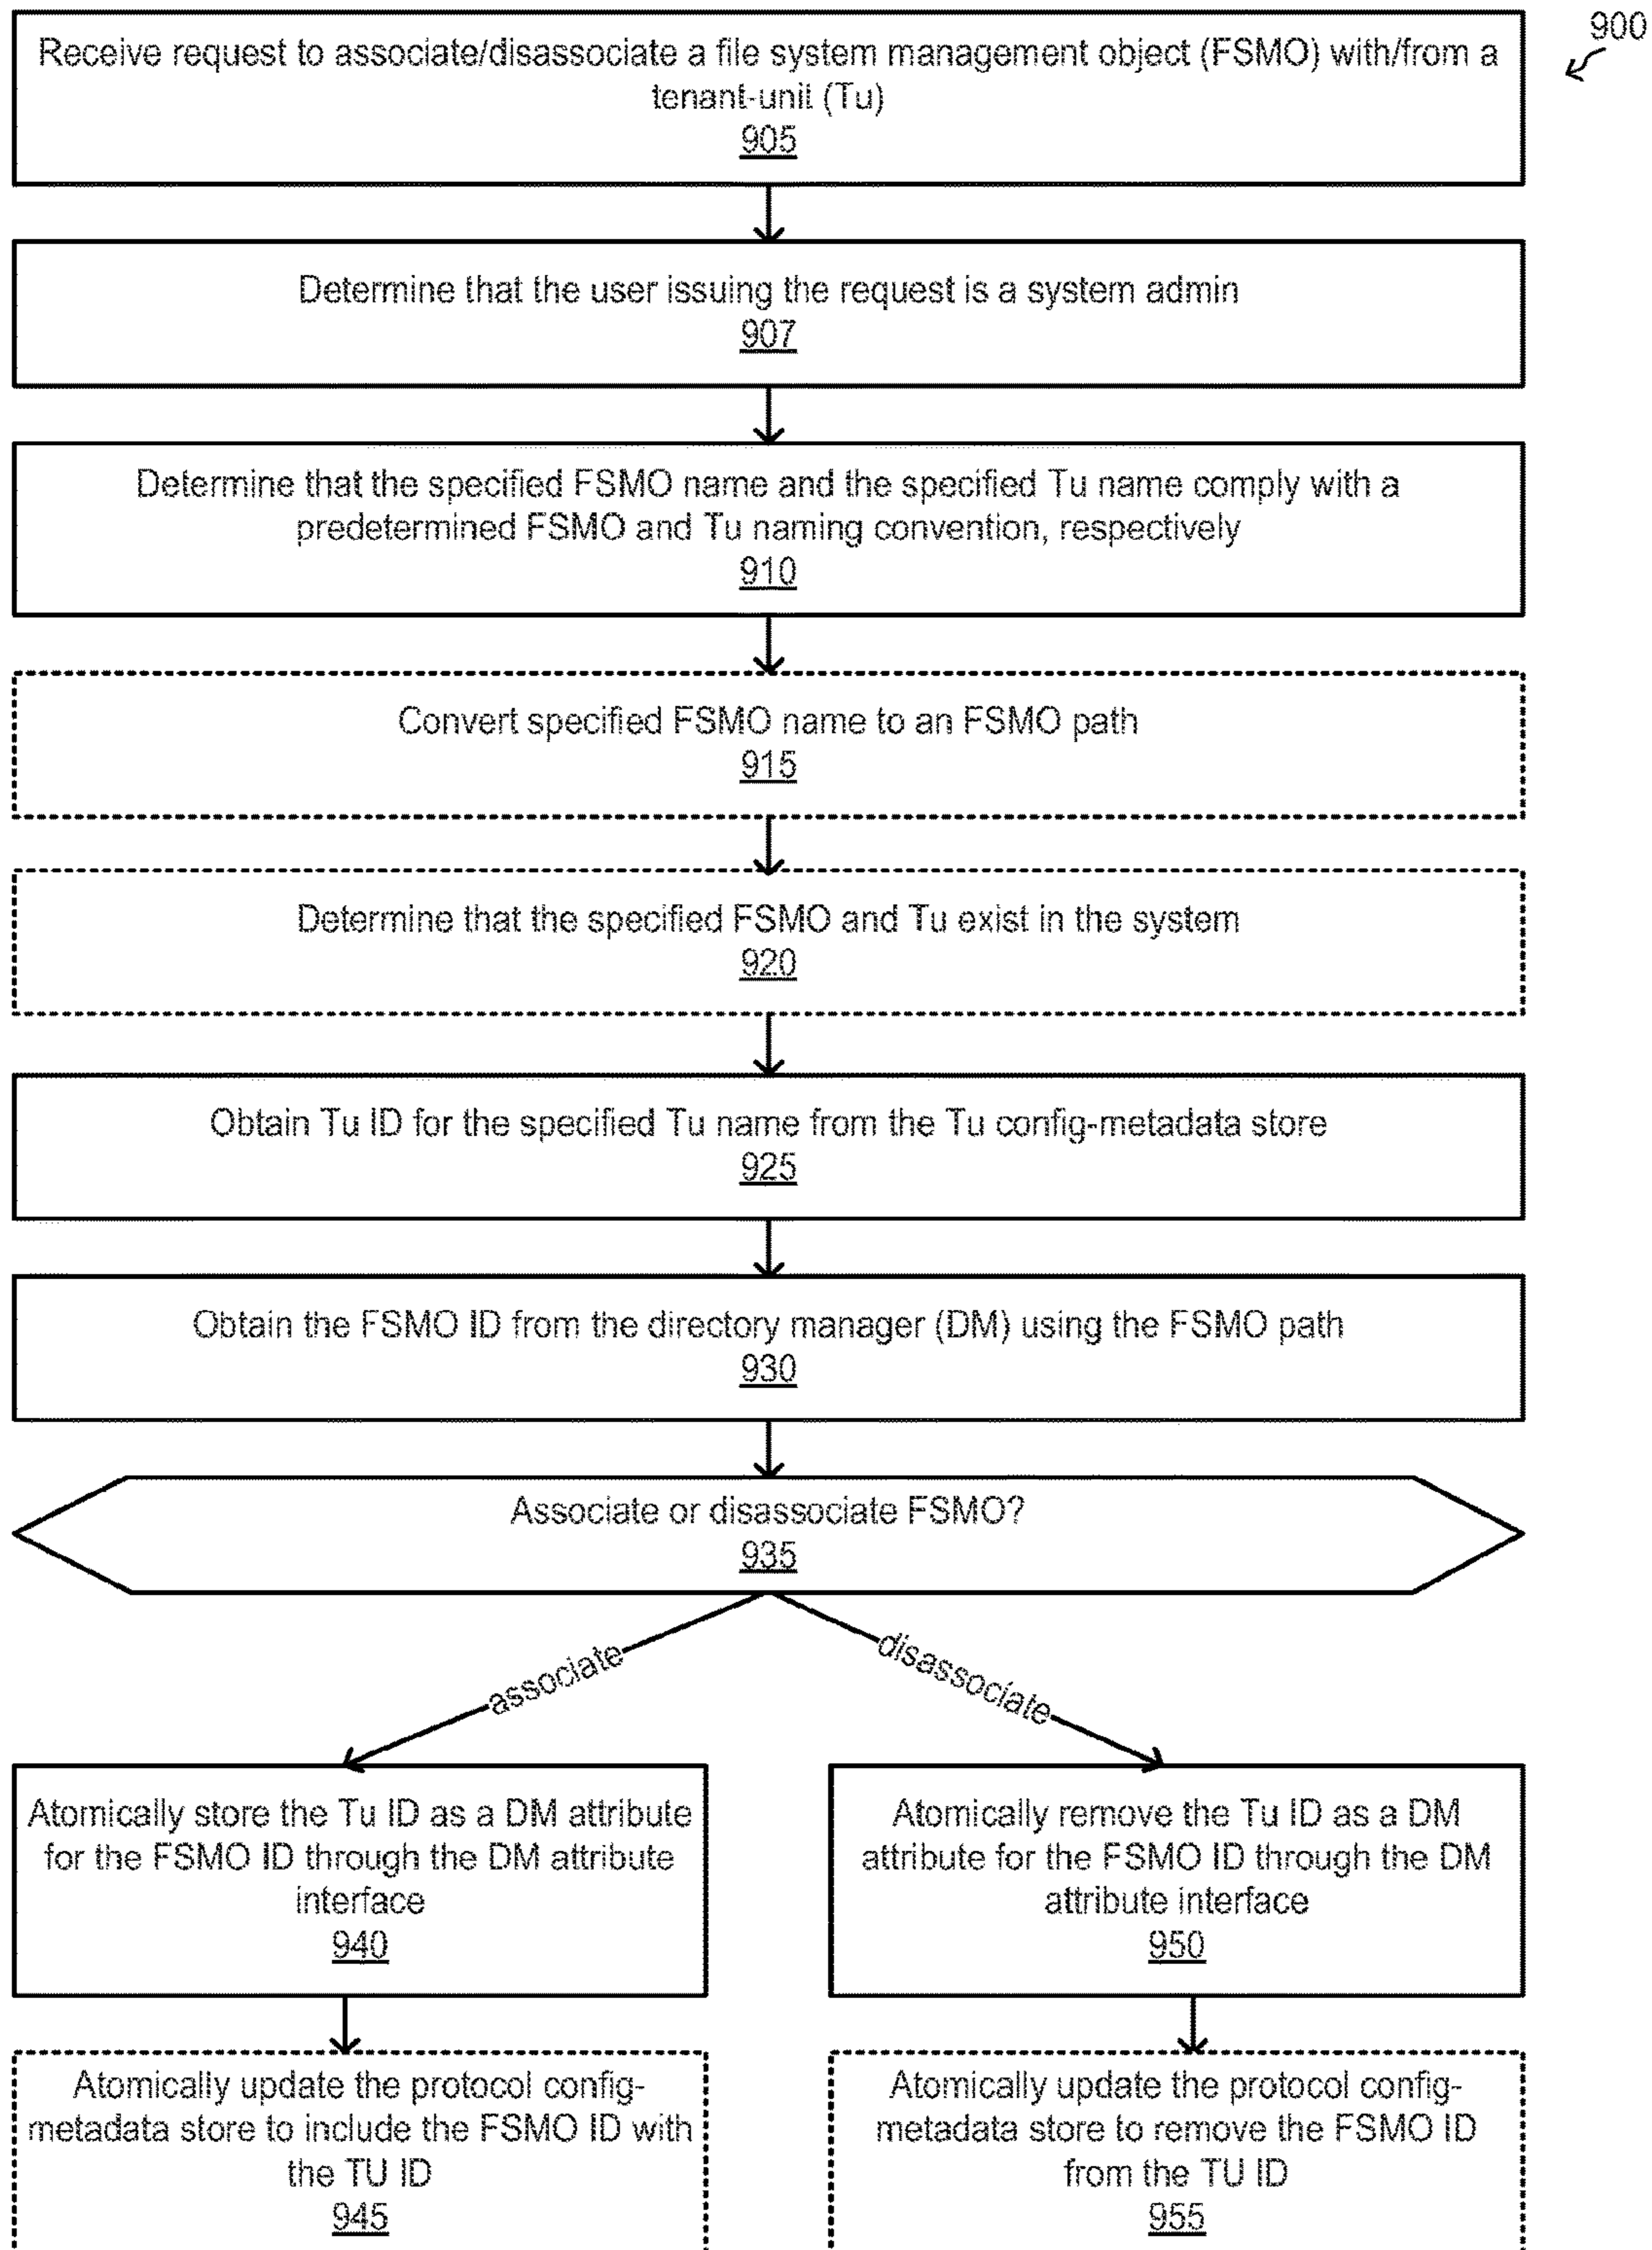 900
Receive request to associate/disassociate a file system management object (FSMO) with/from a
tenant-unit (Tu)
905
Determine that the user issuing the request is a system admin
907
Determine that the specified FSMO name and the specified Tu name comply with a
predetermined FSMO and Tu naming convention, respectively
910
Convert specified FSMO name to an FSMO path
915
Determine that the specified FSMO and Tu exist in the system
920
Obtain Tu ID for the specified Tu name from the Tu config-metadata store
925
Obtain the FSMO ID from the directory manager (DM) using the FSMO path
930
Associate or disassociate FSMO?
935
associate
disassociate
Atomically store the Tu ID as a DM attribute
for the FSMO ID through the DM attribute
interface
940
Atomically remove the Tu ID as a DM
attribute for the FSMO ID through the DM
attribute interface
950
Atomically update the protocol config-
metadata store to include the FSMO ID with
the TU ID
945
Atomically update the protocol config-
metadata store to remove the FSMO ID
from the TU ID
955